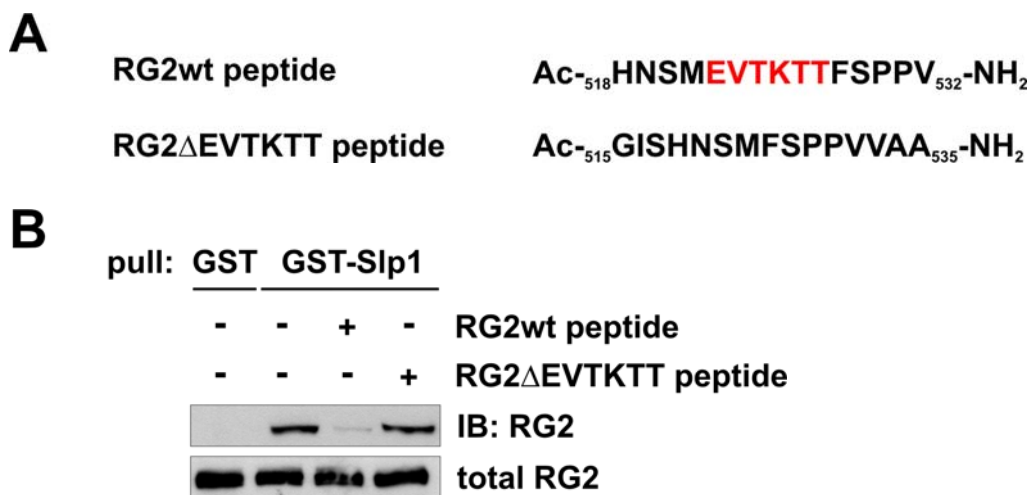 A
RG2wt peptide Ac-₅₁₈HNSMEVTKTTFSPPV₅₃₂-NH₂
RG2ΔEVTKTT peptide Ac-₅₁₅GISHNSMFSPPVVAA₅₃₅-NH₂
B
pull: GST GST-Slp1
- - + - RG2wt peptide
- - - + RG2ΔEVTKTT peptide
IB: RG2
total RG2